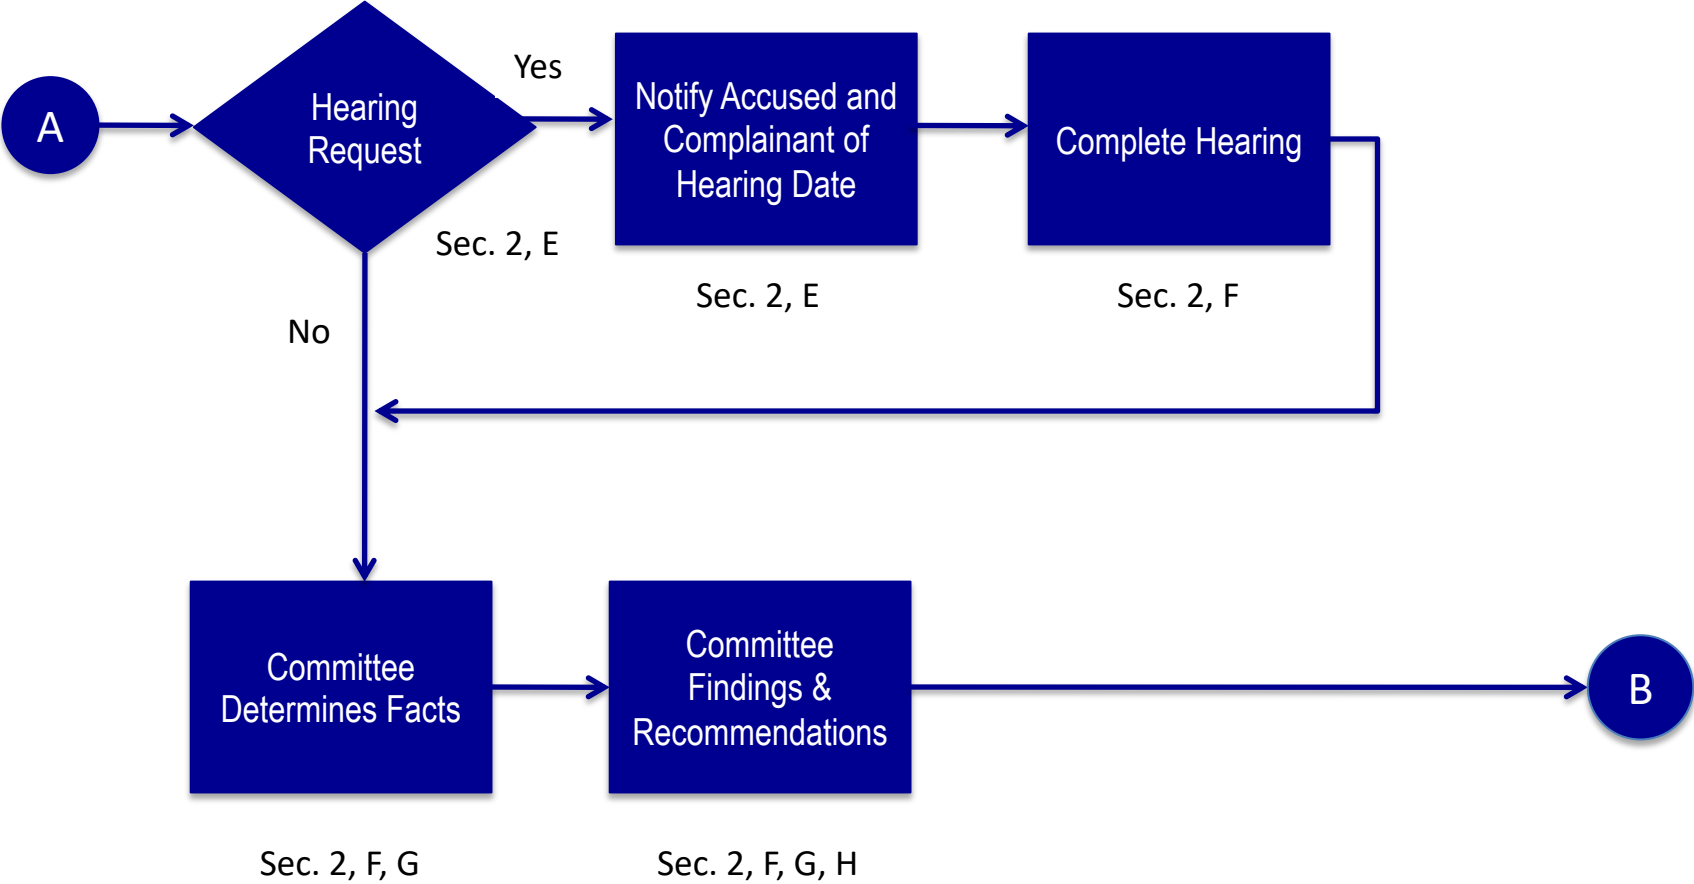 A
Hearing
Request
Yes
Notify Accused and
Complainant of
Hearing Date
Complete Hearing
Sec. 2, E
Sec. 2, E
Sec. 2, F
No
Committee
Determines Facts
Committee
Findings &
Recommendations
B
Sec. 2, F, G
Sec. 2, F, G, H